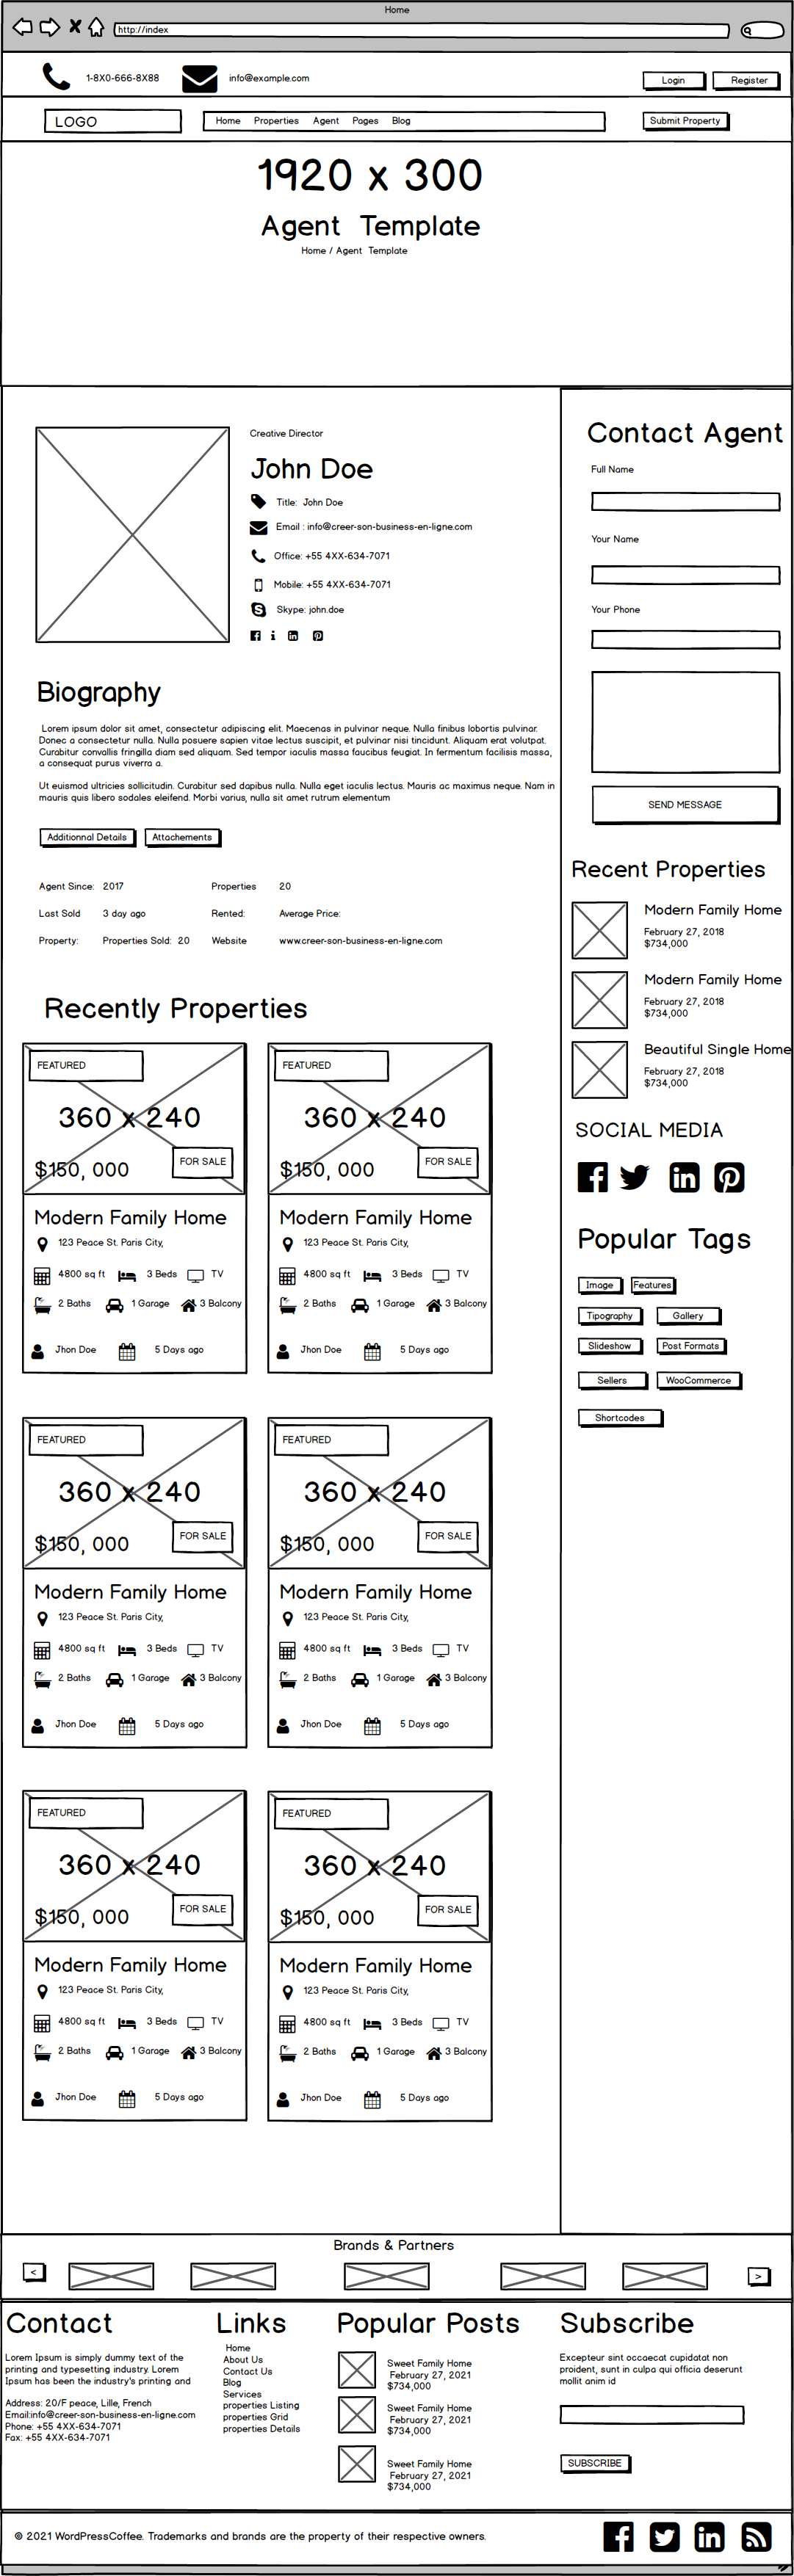 Home
http://index
1-8X0-666-8X88
info@example.com
Login
Register
LOGO
Home Properties Agent Pages Blog
Submit Property
1920 x 300
Agent Template
Home / Agent Template
Creative Director
John Doe
Title: John Doe
Email : info@creer-son-business-en-ligne.com
Office: +55 4XX-634-7071
Mobile: +55 4XX-634-7071
Skype: john.doe
Biography
Lorem ipsum dolor sit amet, consectetur adipiscing elit. Maecenas in pulvinar neque. Nulla finibus lobortis pulvinar.
Donec a consectetur nulla. Nulla posuere sapien vitae lectus suscipit, et pulvinar nisi tincidunt. Aliquam erat volutpat.
Curabitur convallis fringilla diam sed aliquam. Sed tempor iaculis massa faucibus feugiat. In fermentum facilisis massa,
a consequat purus viverra a.
Ut euismod ultricies sollicitudin. Curabitur sed dapibus nulla. Nulla eget iaculis lectus. Mauris ac maximus neque. Nam in
mauris quis libero sodales eleifend. Morbi varius, nulla sit amet rutrum elementum
Additionnal Details
Attachements
Agent Since: 2017 Properties 20
Last Sold 3 day ago Rented: Average Price:
Property: Properties Sold: 20 Website www.creer-son-business-en-ligne.com
Recently Properties
FEATURED
360 x 240
$150, 000
FOR SALE
Modern Family Home
123 Peace St. Paris City,
4800 sq ft 3 Beds TV
2 Baths 1 Garage 3 Balcony
Jhon Doe 5 Days ago
FEATURED
360 x 240
$150, 000
FOR SALE
Modern Family Home
123 Peace St. Paris City,
4800 sq ft 3 Beds TV
2 Baths 1 Garage 3 Balcony
Jhon Doe 5 Days ago
FEATURED
360 x 240
$150, 000
FOR SALE
Modern Family Home
123 Peace St. Paris City,
4800 sq ft 3 Beds TV
2 Baths 1 Garage 3 Balcony
Jhon Doe 5 Days ago
FEATURED
360 x 240
$150, 000
FOR SALE
Modern Family Home
123 Peace St. Paris City,
4800 sq ft 3 Beds TV
2 Baths 1 Garage 3 Balcony
Jhon Doe 5 Days ago
FEATURED
360 x 240
$150, 000
FOR SALE
Modern Family Home
123 Peace St. Paris City,
4800 sq ft 3 Beds TV
2 Baths 1 Garage 3 Balcony
Jhon Doe 5 Days ago
FEATURED
360 x 240
$150, 000
FOR SALE
Modern Family Home
123 Peace St. Paris City,
4800 sq ft 3 Beds TV
2 Baths 1 Garage 3 Balcony
Jhon Doe 5 Days ago
Contact Agent
Full Name
Your Name
Your Phone
SEND MESSAGE
Recent Properties
Modern Family Home
February 27, 2018
$734,000
Modern Family Home
February 27, 2018
$734,000
Beautiful Single Home
February 27, 2018
$734,000
SOCIAL MEDIA
Popular Tags
Image Features
Tipography Gallery
Slideshow Post Formats
Sellers WooCommerce
Shortcodes
Brands & Partners
<
>
Contact
Lorem Ipsum is simply dummy text of the
printing and typesetting industry. Lorem
Ipsum has been the industry's printing and
Address: 20/F peace, Lille, French
Email:info@creer-son-business-en-ligne.com
Phone: +55 4XX-634-7071
Fax: +55 4XX-634-7071
Links
Home
About Us
Contact Us
Blog
Services
properties Listing
properties Grid
properties Details
Popular Posts
Sweet Family Home
February 27, 2021
$734,000
Sweet Family Home
February 27, 2021
$734,000
Sweet Family Home
February 27, 2021
$734,000
Subscribe
Excepteur sint occaecat cupidatat non
proident, sunt in culpa qui officia deserunt
mollit anim id
SUBSCRIBE
© 2021 WordPressCoffee. Trademarks and brands are the property of their respective owners.